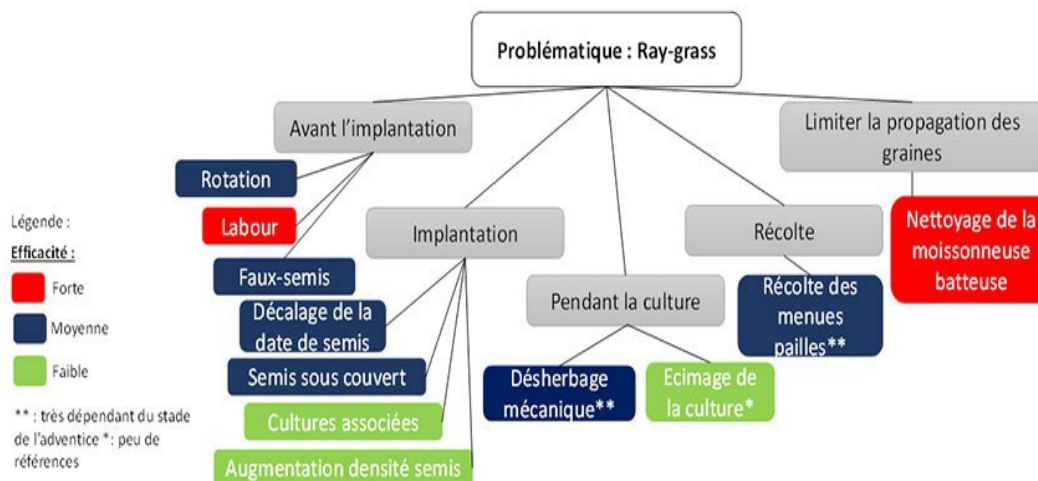 Problématique : Ray-grass
Avant l'implantation
Rotation
Labour
Faux-semis
Implantation
Décalage de la
date de semis
Semis sous couvert
Cultures associées
Augmentation densité semis
Pendant la culture
Désherbage
mécanique**
Ecimage de
la culture*
Récolte
Récolte des
menues
pailles**
Limiter la propagation des
graines
Nettoyage de la
moissonneuse
batteuse
Légende :
Efficacité :
Forte
Moyenne
Faible
** : très dépendant du stade
de l'adventice *: peu de
références